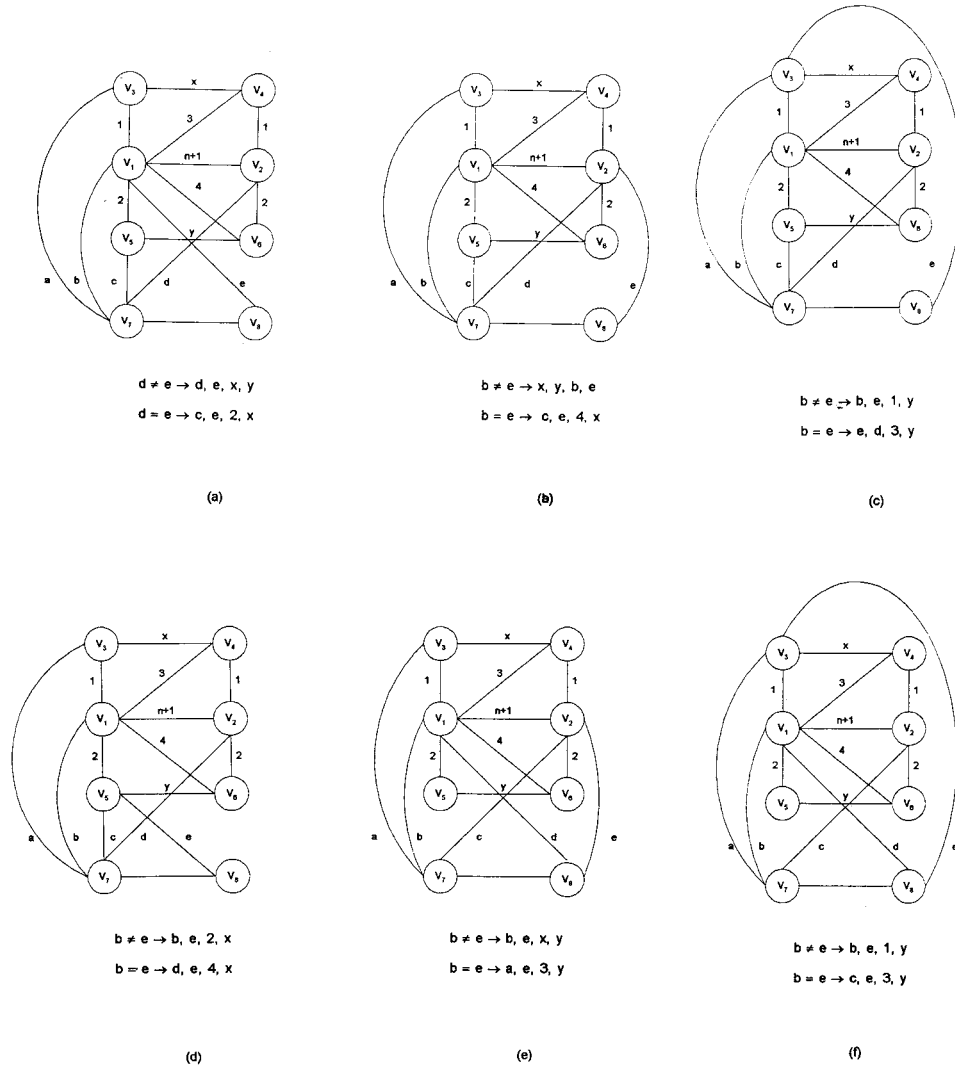 V₃ x V₄
1 3 1
V₁ n+1 V₂
4
2 2
V₅ y V₆
a b c d e
V₇ V₈
d ≠ e → d, e, x, y
d = e → c, e, 2, x
(a)
V₃ x V₄
1 3 1
V₁ n+1 V₂
4
2 2
V₅ y V₆
a b c d e
V₇ V₈
b ≠ e → x, y, b, e
b = e → c, e, 4, x
(b)
V₃ x V₄
1 3 1
V₁ n+1 V₂
4
2 2
V₅ y V₆
a b c d e
V₇ V₈
b ≠ e → b, e, 1, y
b = e → e, d, 3, y
(c)
V₃ x V₄
1 3 1
V₁ n+1 V₂
4
2 2
V₅ y V₆
a b c d e
V₇ V₈
b ≠ e → b, e, 2, x
b = e → d, e, 4, x
(d)
V₃ x V₄
1 3 1
V₁ n+1 V₂
4
2 2
V₅ y V₆
a b c d e
V₇ V₈
b ≠ e → b, e, x, y
b = e → a, e, 3, y
(e)
V₃ x V₄
1 3 1
V₁ n+1 V₂
4
2 2
V₅ y V₆
a b c d e
V₇ V₈
b ≠ e → b, e, 1, y
b = e → c, e, 3, y
(f)